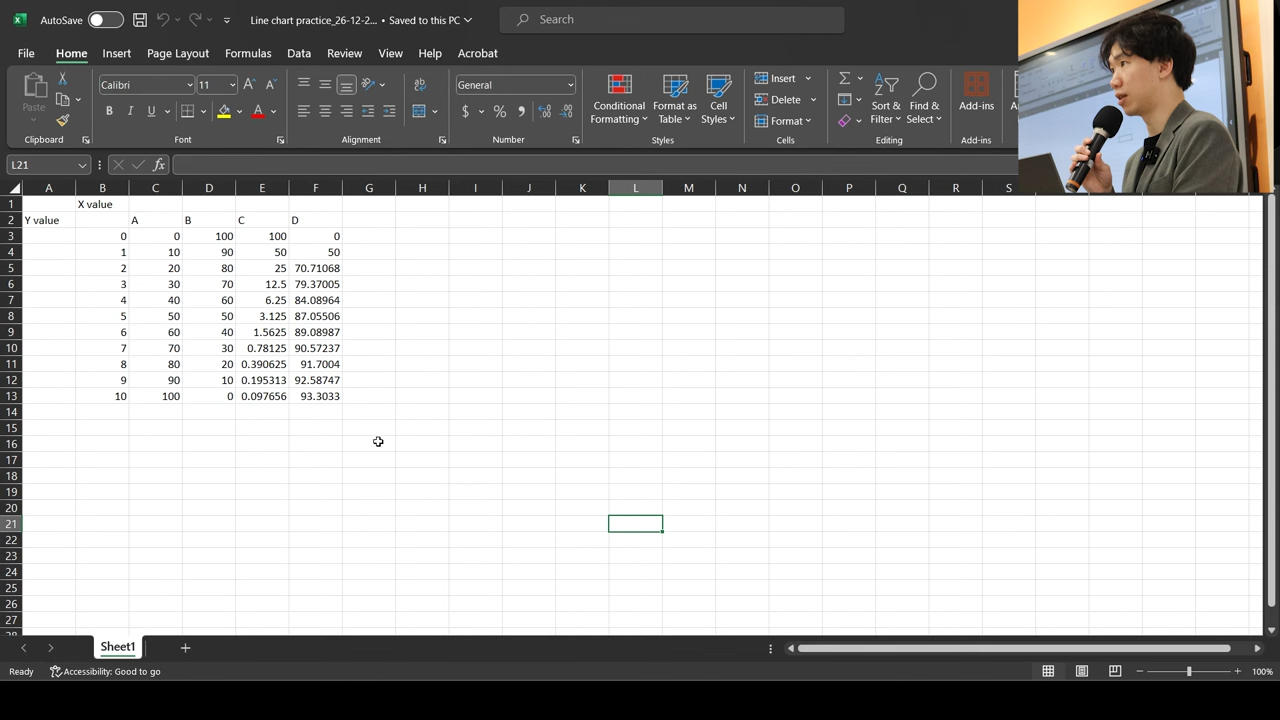 AutoSave Line chart practice_26-12-2... • Saved to this PC Search
File Home Insert Page Layout Formulas Data Review View Help Acrobat
Calibri 11 General Insert
Paste Conditional Formatting Format as Table Cell Styles Delete Sort & Filter Find & Select Add-ins
B I U A $ % Format
Clipboard Font Alignment Number Styles Cells Editing Add-ins
L21 fx
A B C D E F G H I J K L M N O P Q R S
1 X value
2 Y value A B C D
3 0 0 100 100 0
4 1 10 90 50 50
5 2 20 80 25 70.71068
6 3 30 70 12.5 79.37005
7 4 40 60 6.25 84.08964
8 5 50 50 3.125 87.05506
9 6 60 40 1.5625 89.08987
10 7 70 30 0.78125 90.57237
11 8 80 20 0.390625 91.7004
12 9 90 10 0.195313 92.58747
13 10 100 0 0.097656 93.3033
14
15
16
17
18
19
20
21
22
23
24
25
26
27
Sheet1
Ready Accessibility: Good to go 100%